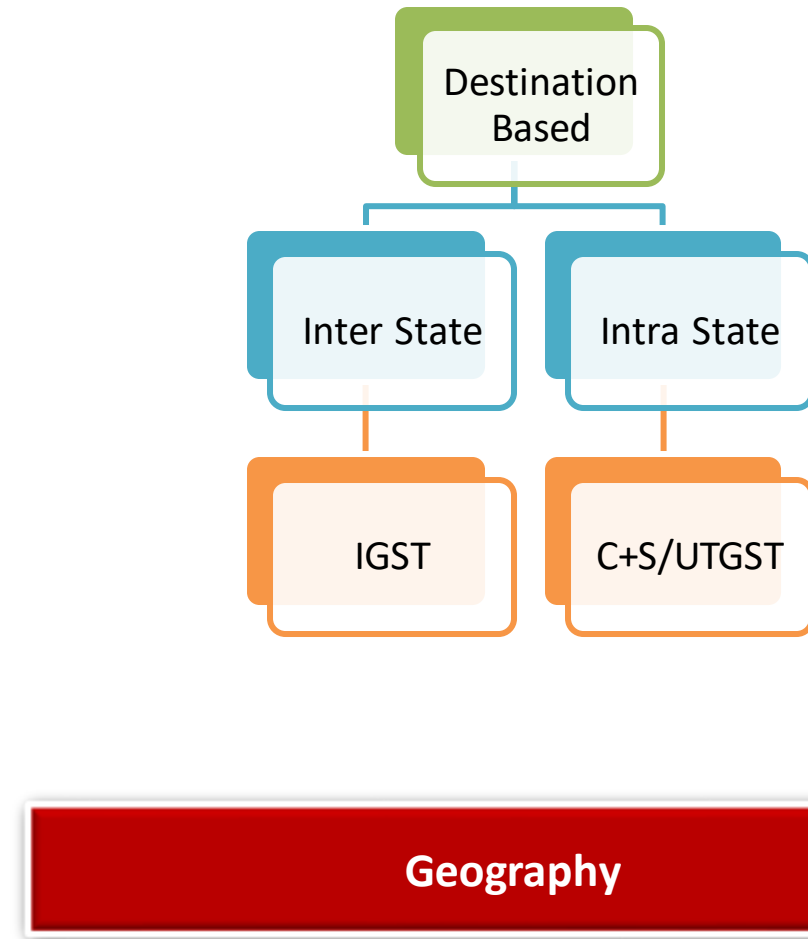 Destination
Based
Inter State
Intra State
IGST
C+S/UTGST
Geography